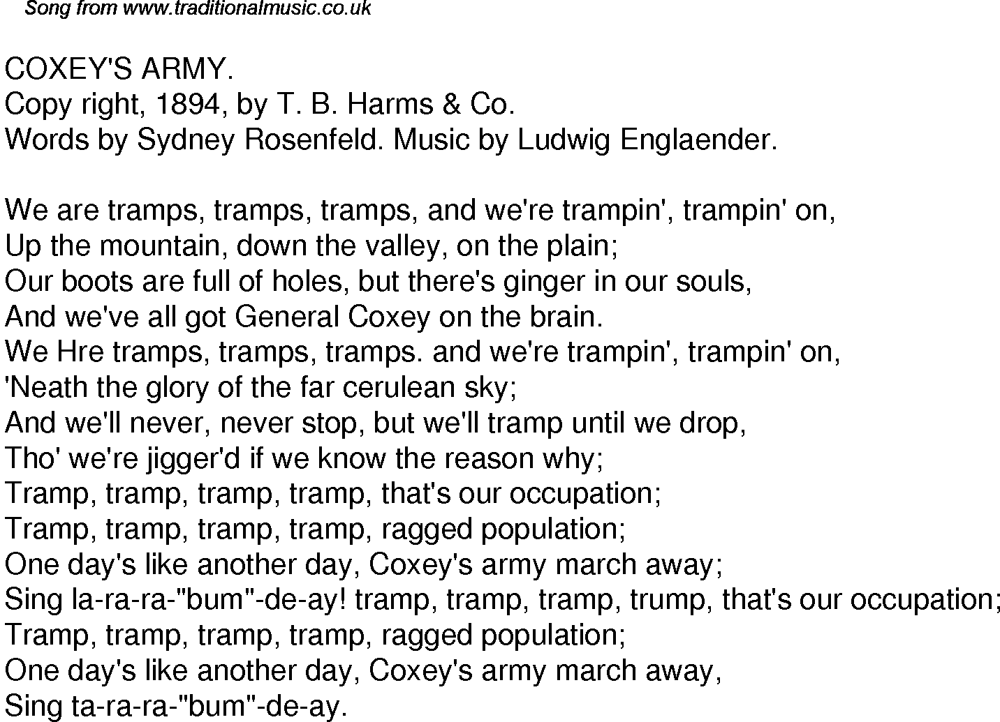 Song from www.traditionalmusic.co.uk
COXEY'S ARMY.
Copy right, 1894, by T. B. Harms & Co.
Words by Sydney Rosenfeld. Music by Ludwig Englaender.
We are tramps, tramps, tramps, and we're trampin', trampin' on,
Up the mountain, down the valley, on the plain;
Our boots are full of holes, but there's ginger in our souls,
And we've all got General Coxey on the brain.
We Hre tramps, tramps, tramps. and we're trampin', trampin' on,
'Neath the glory of the far cerulean sky;
And we'll never, never stop, but we'll tramp until we drop,
Tho' we're jigger'd if we know the reason why;
Tramp, tramp, tramp, tramp, that's our occupation;
Tramp, tramp, tramp, tramp, ragged population;
One day's like another day, Coxey's army march away;
Sing la-ra-ra-"bum"-de-ay! tramp, tramp, tramp, trump, that's our occupation;
Tramp, tramp, tramp, tramp, ragged population;
One day's like another day, Coxey's army march away,
Sing ta-ra-ra-"bum"-de-ay.